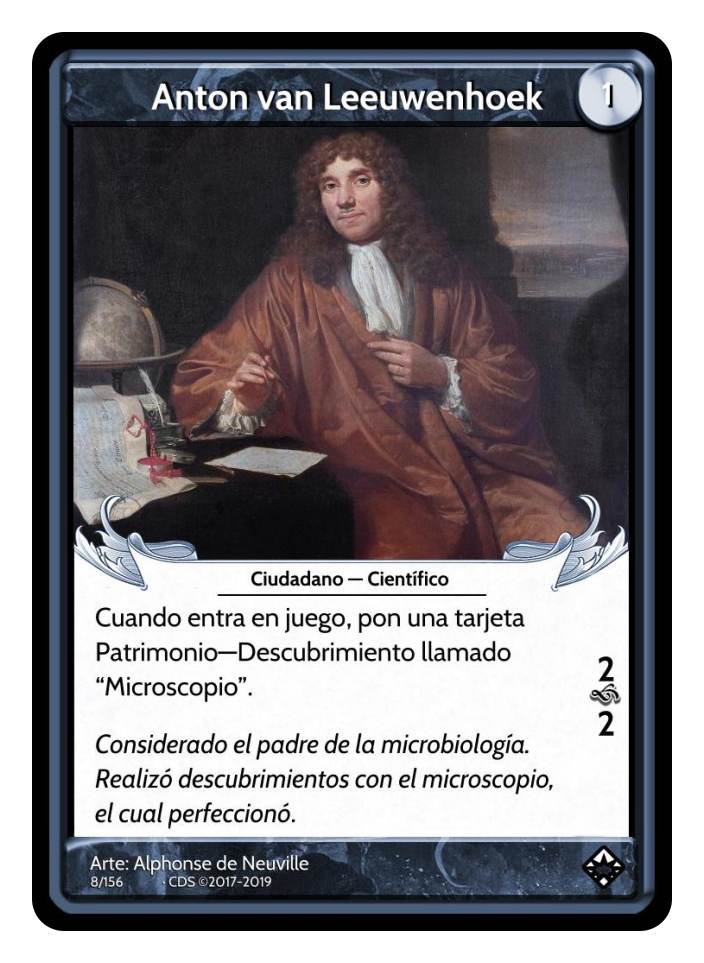 Anton van Leeuwenhoek
1
Ciudadano — Científico
Cuando entra en juego, pon una tarjeta
Patrimonio—Descubrimiento llamado
“Microscopio”.
2
2
Considerado el padre de la microbiología.
Realizó descubrimientos con el microscopio,
el cual perfeccionó.
Arte: Alphonse de Neuville
8/156 · CDS ©2017-2019